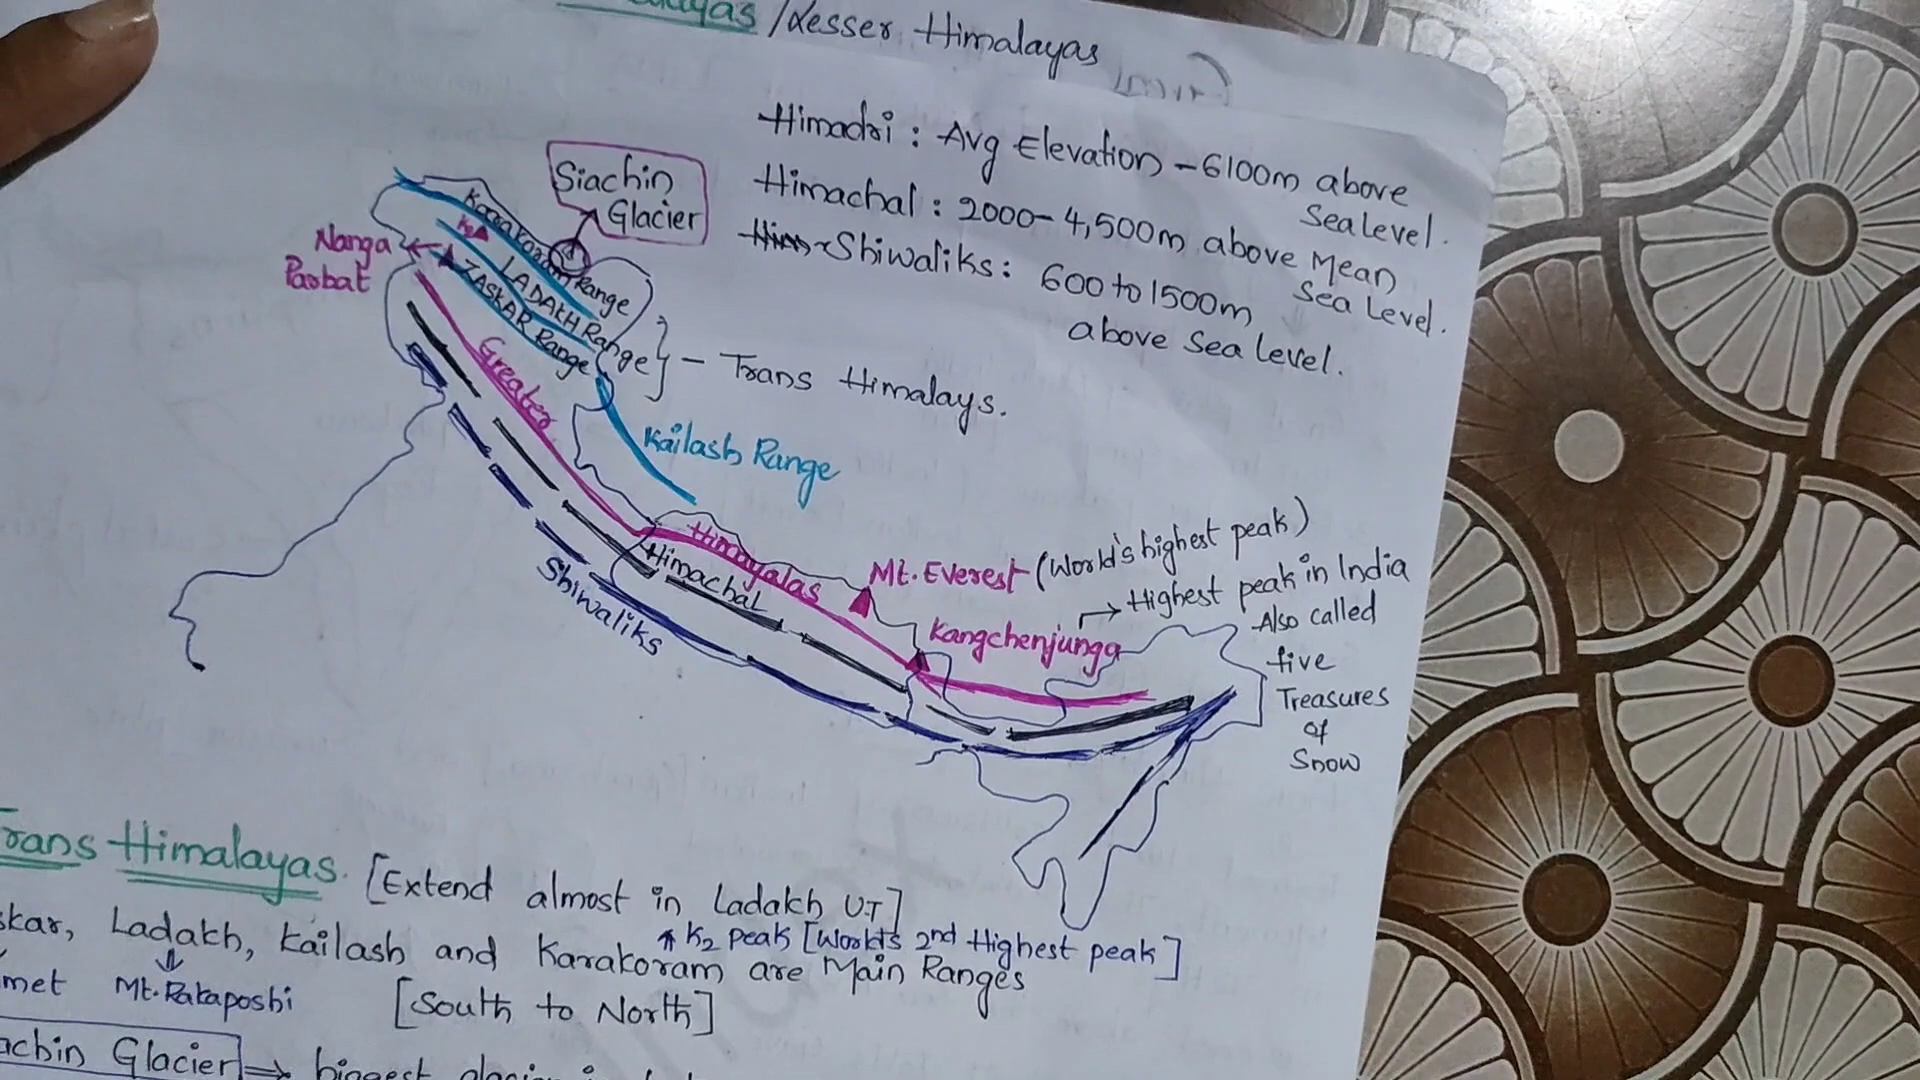 /Lesser Himalayas
Himadri : Avg Elevation - 6100m above
Sea Level.
Himachal : 2000-4,500m above Mean
Sea Level.
Shiwaliks : 600 to 1500m
above Sea level.
Siachin
Glacier
Karakoram Range
K2
LADAKH Range
ZASKAR Range
Nanga
Parbat
} - Trans Himalays.
Kailash Range
Greater
Himayalas
Himachal
Shiwaliks
Mt. Everest (World's highest peak)
Kangchenjunga
→ Highest peak in India
Also called
five
Treasures
of
Snow
Trans Himalayas. [Extend almost in Ladakh U.T]
skar, Ladakh, Kailash and Karakoram are Main Ranges
K2 peak [World's 2nd Highest peak]
met Mt. Rakaposhi [South to North]
achin Glacier ⇒ biggest